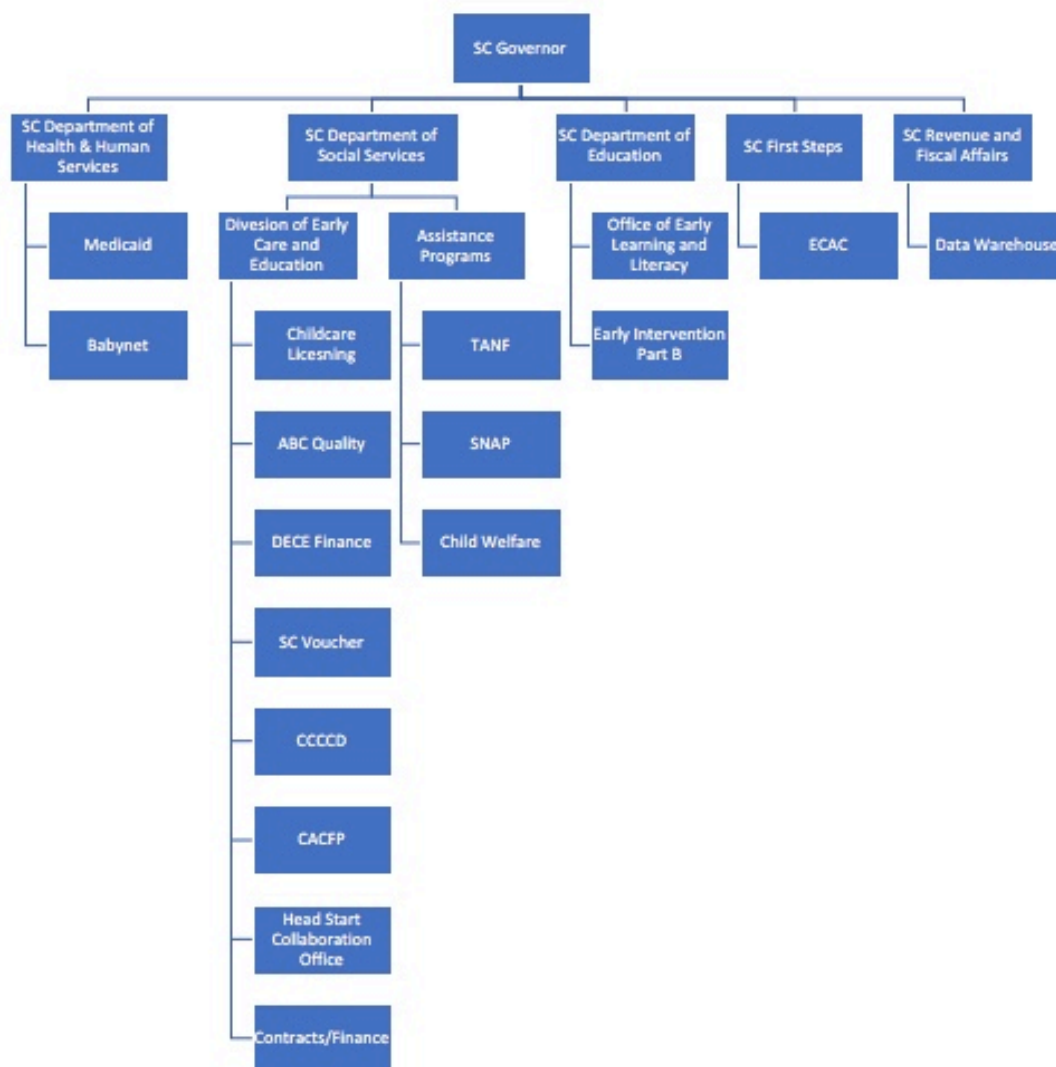 SC Governor
SC Department of
Health & Human
Services
SC Department of
Social Services
SC Department of
Education
SC First Steps
SC Revenue and
Fiscal Affairs
Medicaid
Babynet
Divesion of Early
Care and
Education
Assistance
Programs
Childcare
Licesning
ABC Quality
DECE Finance
SC Voucher
CCCCD
CACFP
Head Start
Collaboration
Office
Contracts/Finance
TANF
SNAP
Child Welfare
Office of Early
Learning and
Literacy
Early Intervention
Part B
ECAC
Data Warehouse